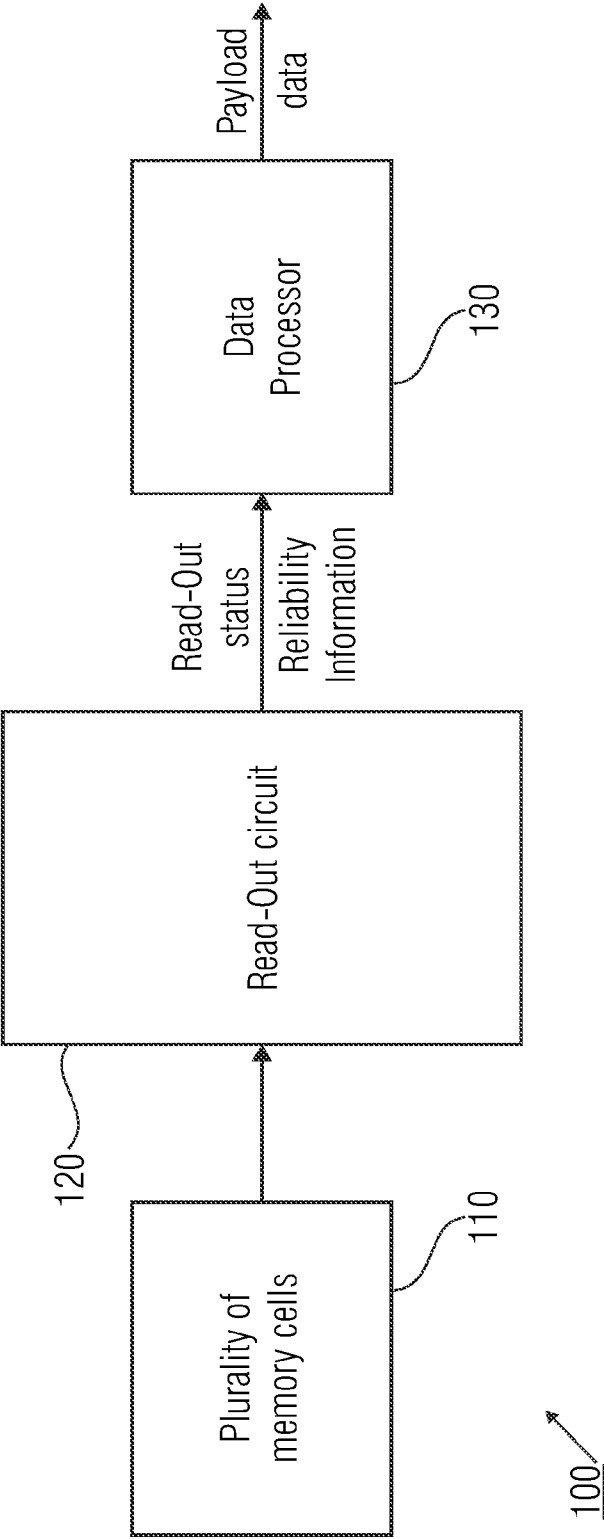 100
Plurality of
memory cells
110
120
Read-Out circuit
Read-Out
status
Reliability
Information
Data
Processor
130
Payload
data